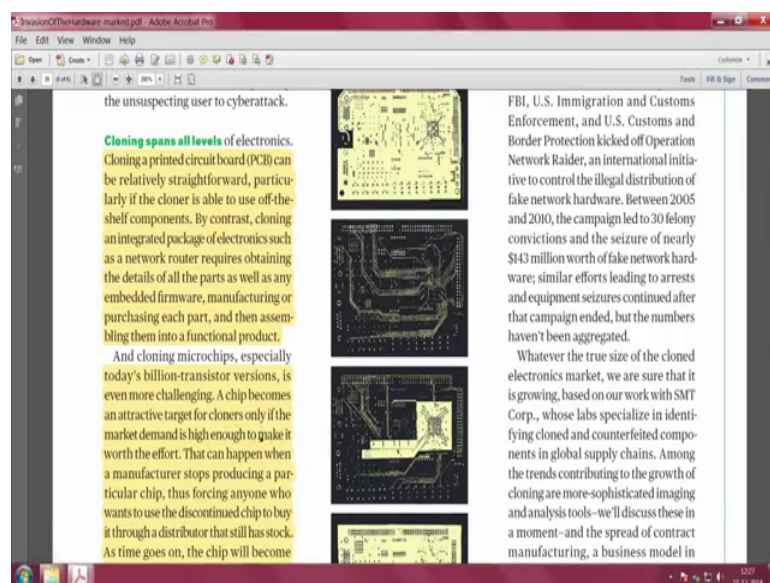 InvasionOfTheHardware-marked.pdf - Adobe Acrobat Pro
File Edit View Window Help
Open Create Customize
Tools Fill & Sign Comment
the unsuspecting user to cyberattack.
Cloning spans all levels of electronics.
Cloning a printed circuit board (PCB) can
be relatively straightforward, particu-
larly if the cloner is able to use off-the-
shelf components. By contrast, cloning
an integrated package of electronics such
as a network router requires obtaining
the details of all the parts as well as any
embedded firmware, manufacturing or
purchasing each part, and then assem-
bling them into a functional product.
And cloning microchips, especially
today's billion-transistor versions, is
even more challenging. A chip becomes
an attractive target for cloners only if the
market demand is high enough to make it
worth the effort. That can happen when
a manufacturer stops producing a par-
ticular chip, thus forcing anyone who
wants to use the discontinued chip to buy
it through a distributor that still has stock.
As time goes on, the chip will become
FBI, U.S. Immigration and Customs
Enforcement, and U.S. Customs and
Border Protection kicked off Operation
Network Raider, an international initia-
tive to control the illegal distribution of
fake network hardware. Between 2005
and 2010, the campaign led to 30 felony
convictions and the seizure of nearly
$143 million worth of fake network hard-
ware; similar efforts leading to arrests
and equipment seizures continued after
that campaign ended, but the numbers
haven't been aggregated.
Whatever the true size of the cloned
electronics market, we are sure that it
is growing, based on our work with SMT
Corp., whose labs specialize in identi-
fying cloned and counterfeited compo-
nents in global supply chains. Among
the trends contributing to the growth of
cloning are more-sophisticated imaging
and analysis tools—we'll discuss these in
a moment—and the spread of contract
manufacturing, a business model in
12:27